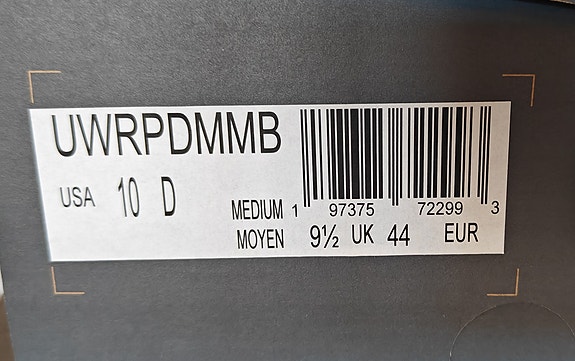 UWRPDMMB
USA 10 D MEDIUM
MOYEN 9½ UK 44 EUR
1 97375 72299 3